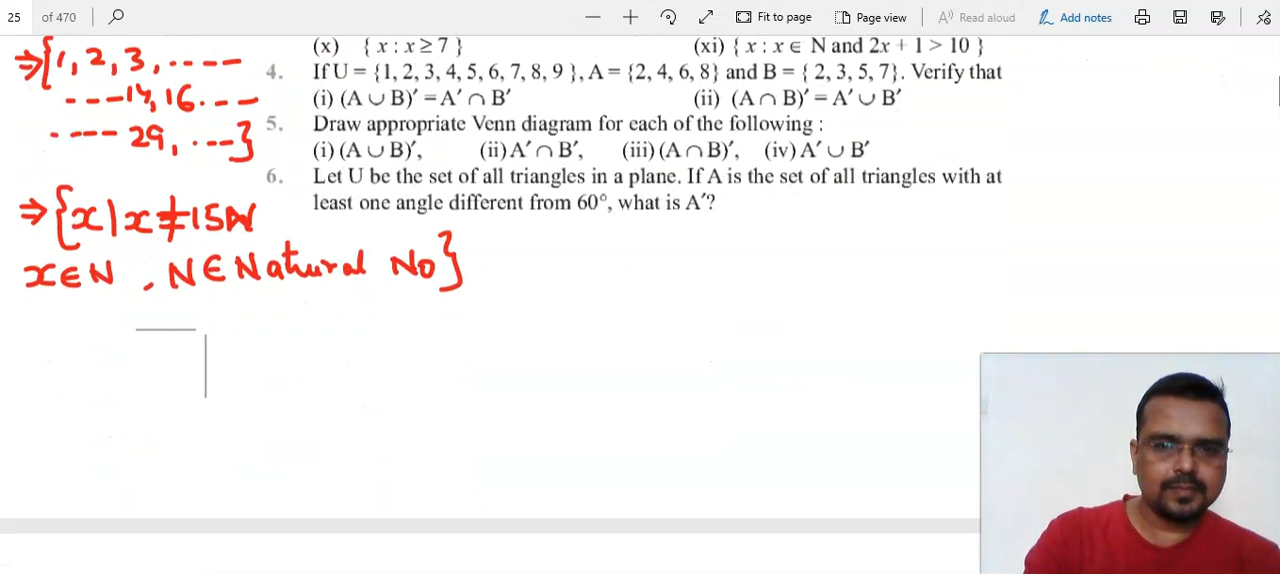 25 of 470 Fit to page Page view Read aloud Add notes
⇒{1, 2, 3, ----
(x) { x : x ≥ 7 } (xi) { x : x ∈ N and 2x + 1 > 10 }
4. If U = {1, 2, 3, 4, 5, 6, 7, 8, 9 }, A = {2, 4, 6, 8} and B = { 2, 3, 5, 7}. Verify that
---14, 16.---
(i) (A ∪ B)′ = A′ ∩ B′ (ii) (A ∩ B)′ = A′ ∪ B′
---- 29, .--}
5. Draw appropriate Venn diagram for each of the following :
(i) (A ∪ B)′, (ii) A′ ∩ B′, (iii) (A ∩ B)′, (iv) A′ ∪ B′
6. Let U be the set of all triangles in a plane. If A is the set of all triangles with at
least one angle different from 60°, what is A′?
⇒{x|x≠15N
x∈N , N∈Natural No}